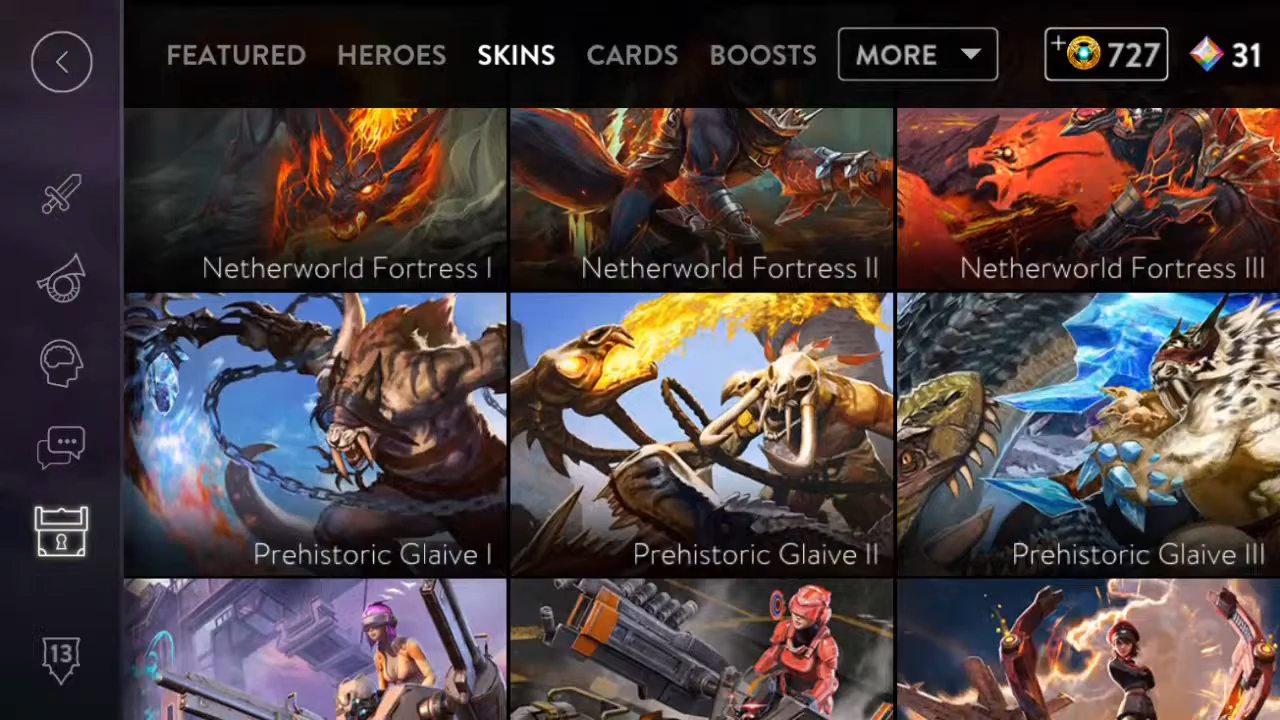 FEATURED HEROES SKINS CARDS BOOSTS MORE +727 31
Netherworld Fortress I Netherworld Fortress II Netherworld Fortress III
Prehistoric Glaive I Prehistoric Glaive II Prehistoric Glaive III
13